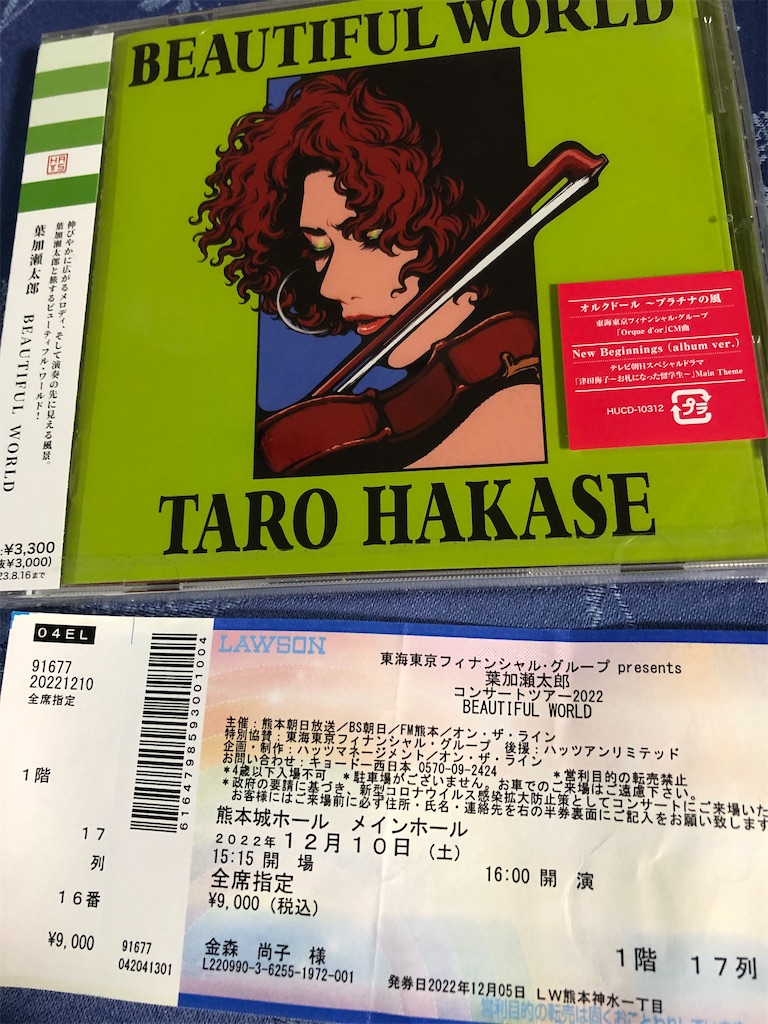 BEAUTIFUL WORLD
TARO HAKASE
HATS
伸びやかに広がるメロディ、そして演奏の先に見える風景。
葉加瀬太郎と旅するビューティフル・ワールド!
葉加瀬太郎 BEAUTIFUL WORLD
:¥3,300
抜¥3,000)
23.8.16まで
オルクドール ～プラチナの風
東海東京フィナンシャル・グループ
「Orque d'or」CM曲
New Beginnings (album ver.)
テレビ朝日スペシャルドラマ
「津田梅子～お札になった留学生～」Main Theme
HUCD-10312
プラ
04EL
91677
20221210
全席指定
1階
17
列
16番
¥9,000
91677
042041301
6164798593001004
LAWSON
東海東京フィナンシャル・グループ presents
葉加瀬太郎
コンサートツアー2022
BEAUTIFUL WORLD
主催:熊本朝日放送/BS朝日/FM熊本/オン・ザ・ライン
特別協賛:東海東京フィナンシャル・グループ 後援:ハッツアンリミテッド
企画・制作:ハッツマネージメント/オン・ザ・ライン
お問い合わせ:キョードー西日本 0570-09-2424 *営利目的の転売禁止
*4歳以下入場不可 *駐車場がございません。お車でのご来場はご遠慮下さい。
*政府の要請に基づき、新型コロナウイルス感染拡大防止策としてコンサートにご来場いた
お客様にはご来場前に必ず住所・氏名・連絡先を右の半券裏面にご記入をお願い致します
熊本城ホール メインホール
2022年 12月10日 (土)
15:15 開 場 16:00 開 演
全席指定
¥9,000 (税込)
金森 尚子 様 1階 17列
L220990-3-6255-1972-001
発券日2022年12月05日 LW熊本神水一丁目